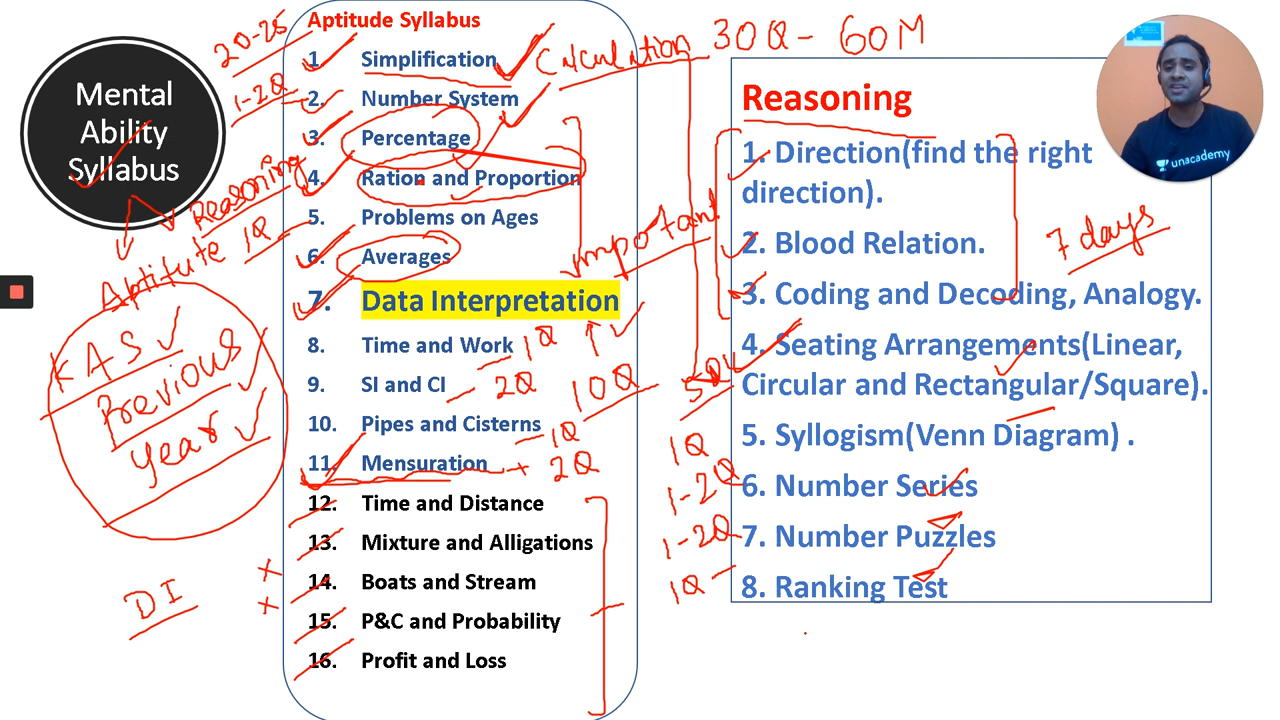 Mental
Ability
Syllabus
20-25
1-2Q
Reasoning
Aptitute
1Q
KAS
Previous
Year
DI
Aptitude Syllabus
1 Simplification
2. Number System
3. Percentage
4. Ration and Proportion
5. Problems on Ages
6. Averages
7. Data Interpretation
8. Time and Work
9. SI and CI
10. Pipes and Cisterns
11. Mensuration
12. Time and Distance
13. Mixture and Alligations
14. Boats and Stream
15. P&C and Probability
16. Profit and Loss
Calculation
Important
1Q
2Q
10Q
1Q
2Q
30Q - 60M
Reasoning
1. Direction(find the right
direction).
2. Blood Relation.
3. Coding and Decoding, Analogy.
4. Seating Arrangements(Linear,
Circular and Rectangular/Square).
5. Syllogism(Venn Diagram) .
6. Number Series
7. Number Puzzles
8. Ranking Test
7 days
5Q
1Q
1-2Q
1-2Q
1Q
unacademy